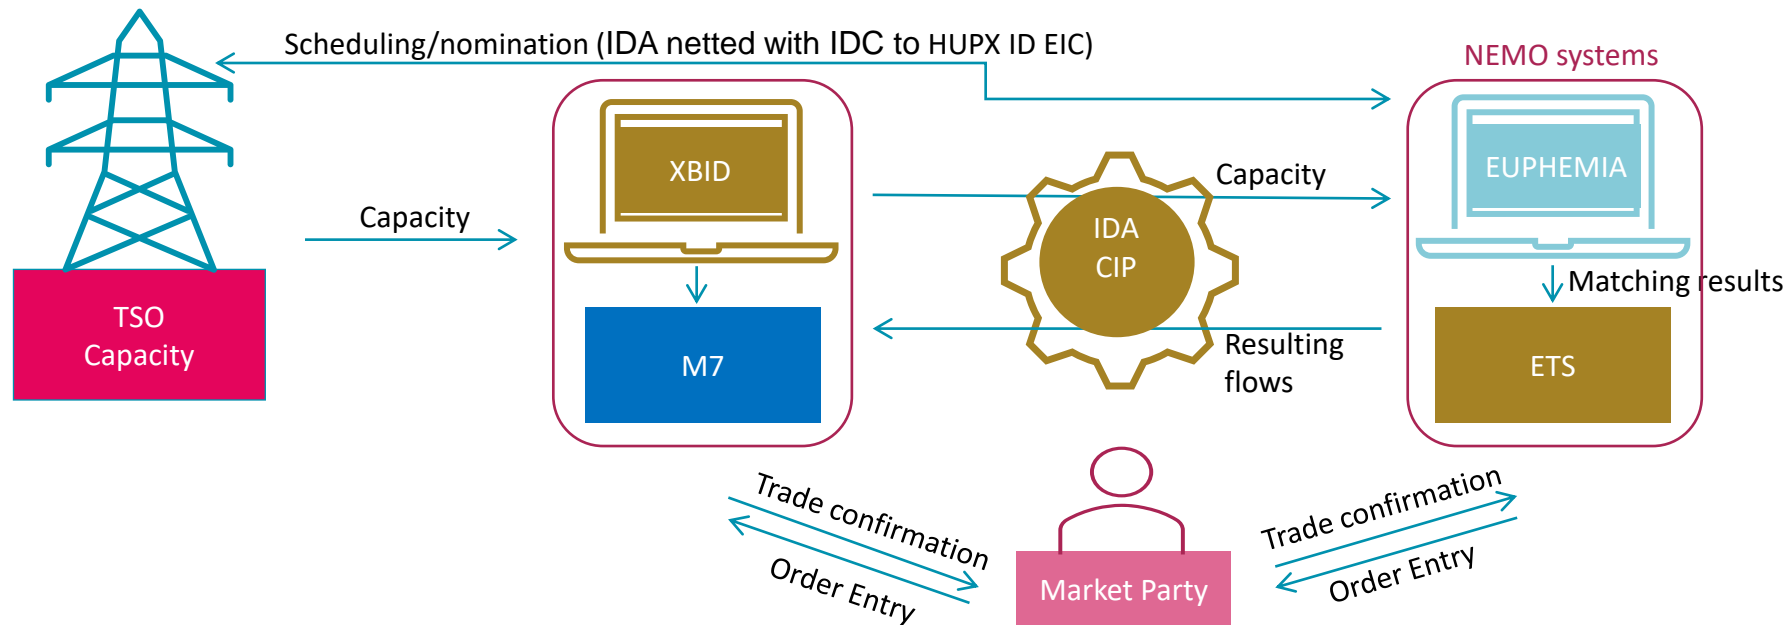 Scheduling/nomination (IDA netted with IDC to HUPX ID EIC)
NEMO systems
XBID
EUPHEMIA
Capacity
Capacity
IDA
CIP
Matching results
TSO
Capacity
M7
Resulting
flows
ETS
Trade confirmation
Order Entry
Trade confirmation
Order Entry
Market Party